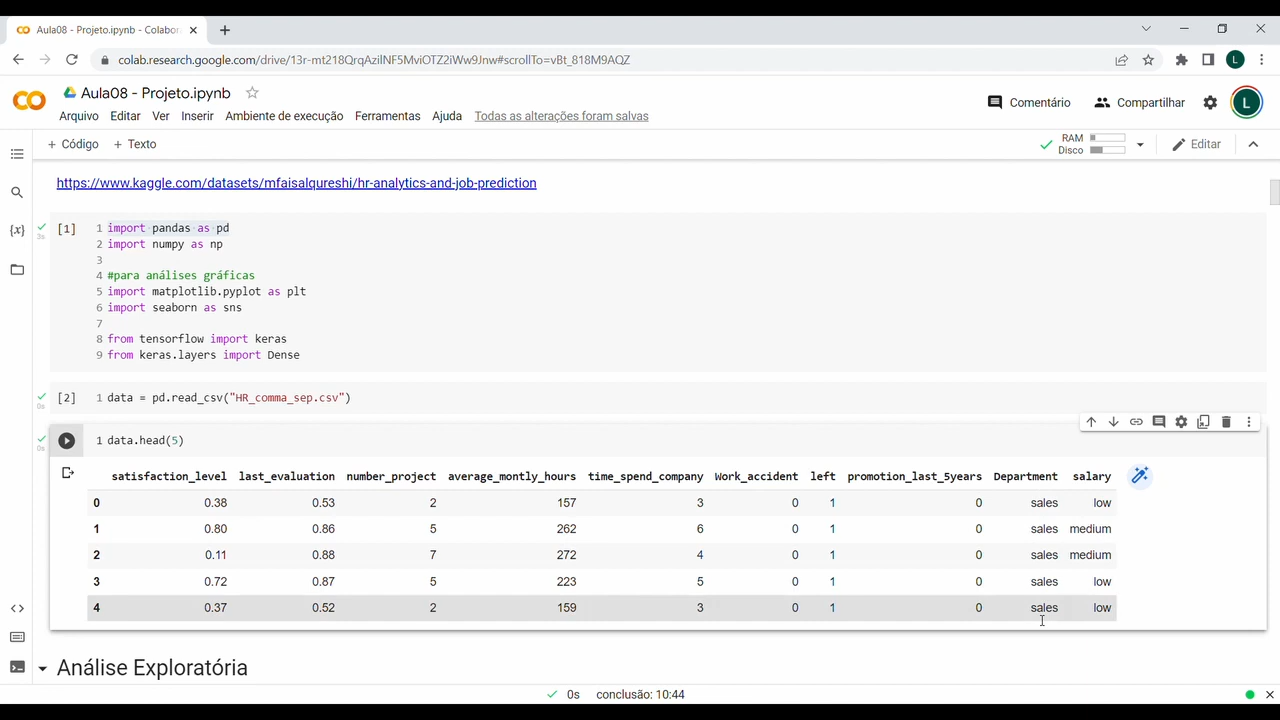 Aula08 - Projeto.ipynb - Colabor
colab.research.google.com/drive/13r-mt218QrqAzilNF5MviOTZ2iWw9Jnw#scrollTo=vBt_818M9AQZ
L
Aula08 - Projeto.ipynb
Comentário
Compartilhar
L
Arquivo Editar Ver Inserir Ambiente de execução Ferramentas Ajuda Todas as alterações foram salvas
+ Código + Texto
RAM
Disco
Editar
https://www.kaggle.com/datasets/mfaisalqureshi/hr-analytics-and-job-prediction
[1] 1 import pandas as pd
3s
2 import numpy as np
3
4 #para análises gráficas
5 import matplotlib.pyplot as plt
6 import seaborn as sns
7
8 from tensorflow import keras
9 from keras.layers import Dense
[2] 1 data = pd.read_csv("HR_comma_sep.csv")
0s
1 data.head(5)
0s
satisfaction_level last_evaluation number_project average_montly_hours time_spend_company Work_accident left promotion_last_5years Department salary
0 0.38 0.53 2 157 3 0 1 0 sales low
1 0.80 0.86 5 262 6 0 1 0 sales medium
2 0.11 0.88 7 272 4 0 1 0 sales medium
3 0.72 0.87 5 223 5 0 1 0 sales low
4 0.37 0.52 2 159 3 0 1 0 sales low
Análise Exploratória
0s conclusão: 10:44